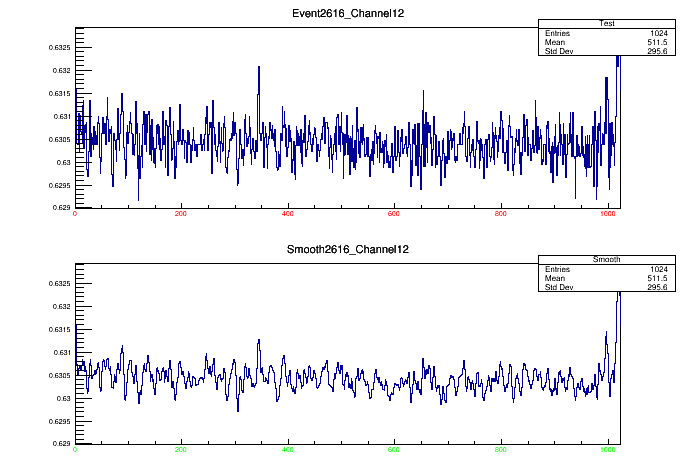 Event2616_Channel12
Test
Entries 1024
Mean 511.5
Std Dev 295.6
0.6325
0.632
0.6315
0.631
0.6305
0.63
0.6295
0.629
0 200 400 600 800 1000
Smooth2616_Channel12
Smooth
Entries 1024
Mean 511.5
Std Dev 295.6
0.6325
0.632
0.6315
0.631
0.6305
0.63
0.6295
0.629
0 200 400 600 800 1000